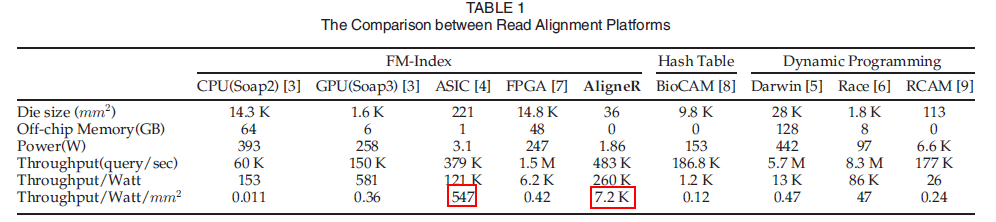 TABLE 1
The Comparison between Read Alignment Platforms
FM-Index Hash Table Dynamic Programming
CPU(Soap2) [3] GPU(Soap3) [3] ASIC [4] FPGA [7] AligneR BioCAM [8] Darwin [5] Race [6] RCAM [9]
Die size (mm²) 14.3 K 1.6 K 221 14.8 K 36 9.8 K 28 K 1.8 K 113
Off-chip Memory(GB) 64 6 1 48 0 0 128 8 0
Power(W) 393 258 3.1 247 1.86 153 442 97 6.6 K
Throughput(query/sec) 60 K 150 K 379 K 1.5 M 483 K 186.8 K 5.7 M 8.3 M 177 K
Throughput/Watt 153 581 121 K 6.2 K 260 K 1.2 K 13 K 86 K 26
Throughput/Watt/mm² 0.011 0.36 547 0.42 7.2 K 0.12 0.47 47 0.24